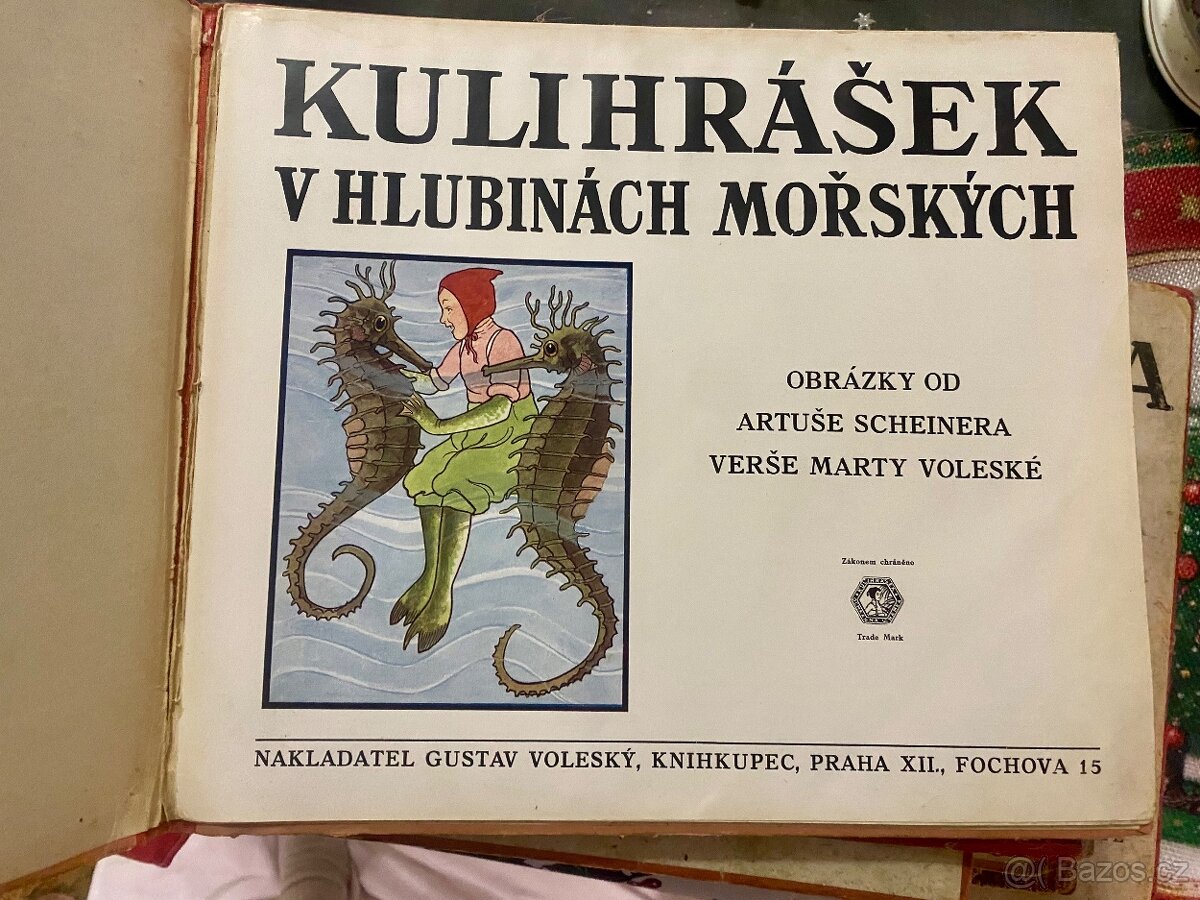 KULIHRÁŠEK
V HLUBINÁCH MOŘSKÝCH
OBRÁZKY OD
ARTUŠE SCHEINERA
VERŠE MARTY VOLESKÉ
Zákonem chráněno
Trade Mark
NAKLADATEL GUSTAV VOLESKÝ, KNIHKUPEC, PRAHA XII., FOCHOVA 15
A
Bazos.cz